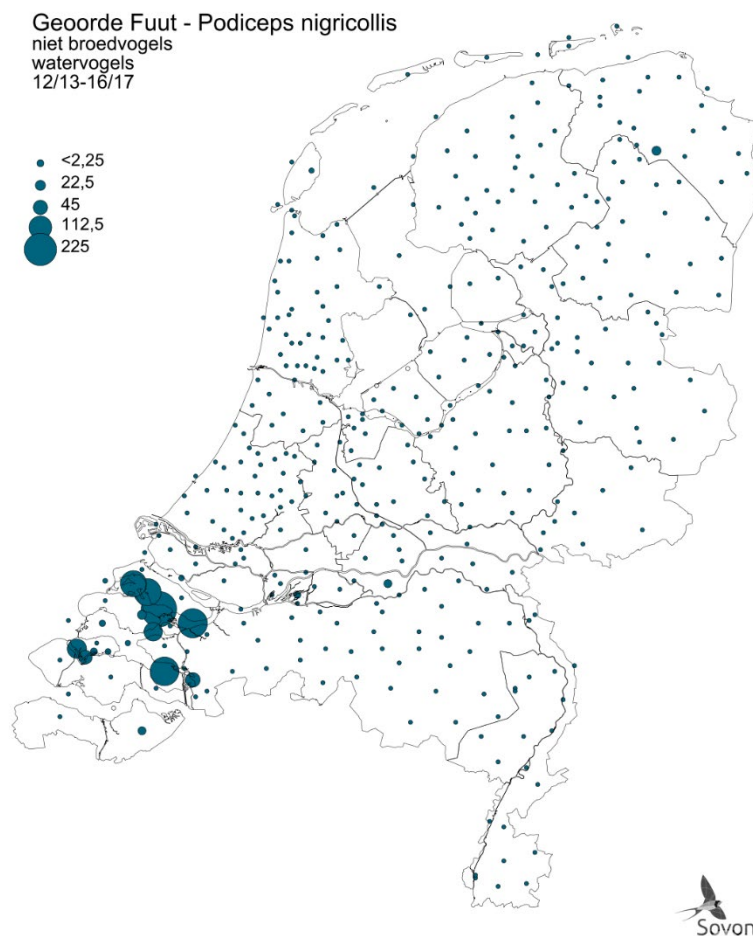 Geoorde Fuut - Podiceps nigricollis
niet broedvogels
watervogels
12/13-16/17
<2,25
22,5
45
112,5
225
Sovon